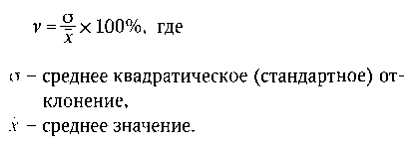 v = σ/x̄ × 100%, где
σ – среднее квадратическое (стандартное) от-
клонение,
x̄ – среднее значение.